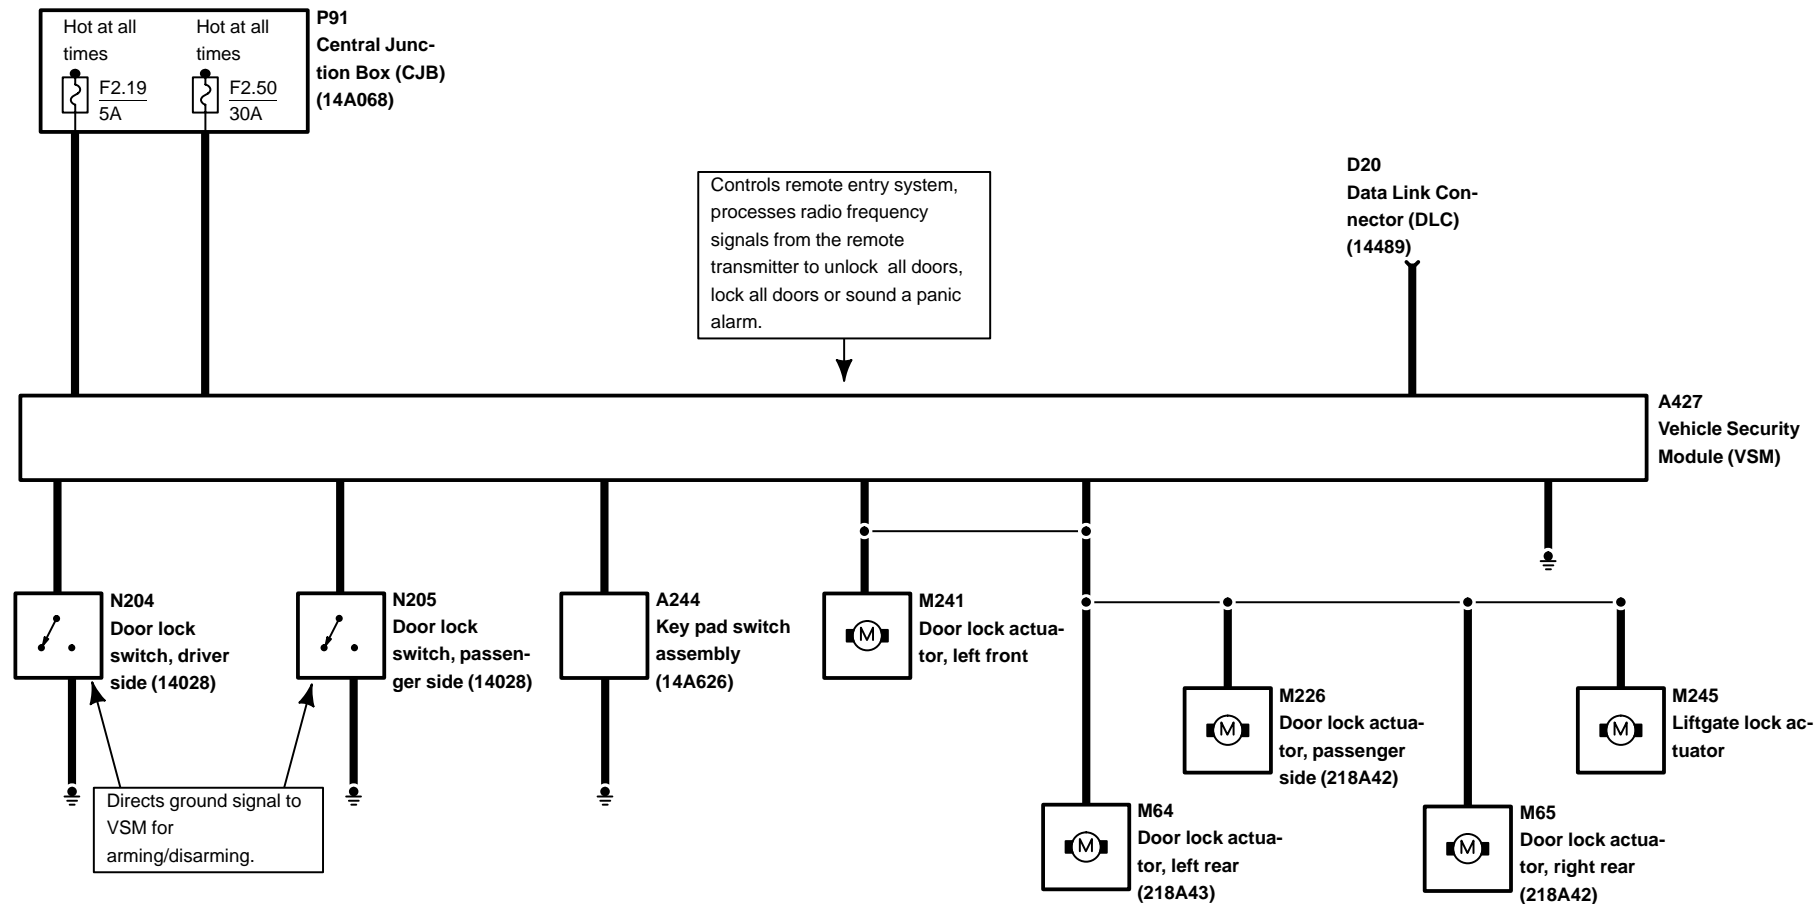 Hot at all
times
F2.19
5A
Hot at all
times
F2.50
30A
P91
Central Junc-
tion Box (CJB)
(14A068)
Controls remote entry system,
processes radio frequency
signals from the remote
transmitter to unlock all doors,
lock all doors or sound a panic
alarm.
D20
Data Link Con-
nector (DLC)
(14489)
A427
Vehicle Security
Module (VSM)
N204
Door lock
switch, driver
side (14028)
N205
Door lock
switch, passen-
ger side (14028)
A244
Key pad switch
assembly
(14A626)
M
M241
Door lock actua-
tor, left front
M
M226
Door lock actua-
tor, passenger
side (218A42)
M
M245
Liftgate lock ac-
tuator
Directs ground signal to
VSM for
arming/disarming.
M
M64
Door lock actua-
tor, left rear
(218A43)
M
M65
Door lock actua-
tor, right rear
(218A42)